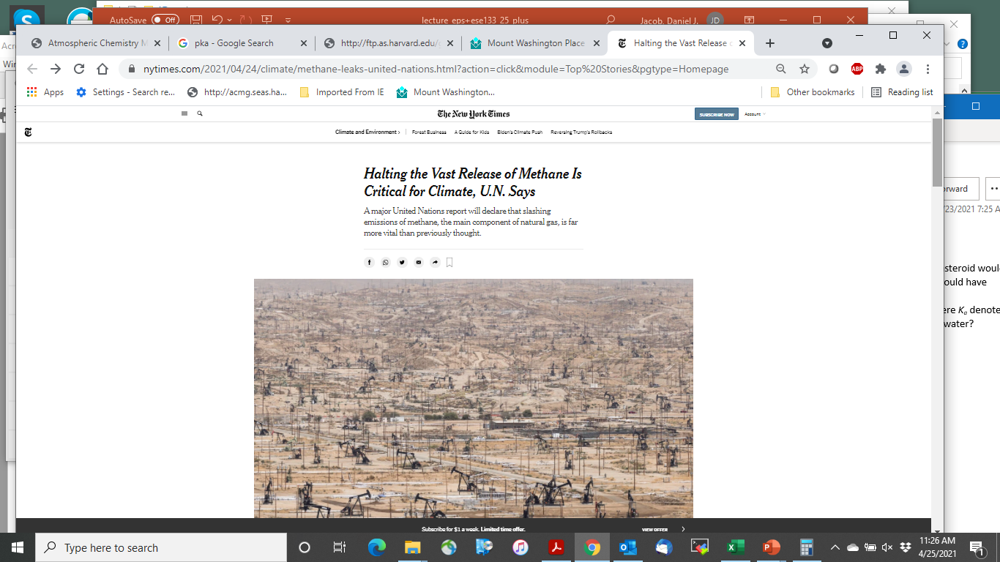 AutoSave Off lecture_eps+ese133_25_plus Jacob, Daniel J. JD
Atmospheric Chemistry M
pka - Google Search
http://ftp.as.harvard.edu/
Mount Washington Place
Halting the Vast Release
nytimes.com/2021/04/24/climate/methane-leaks-united-nations.html?action=click&module=Top%20Stories&pgtype=Homepage
ABP
Apps Settings - Search re... http://acmg.seas.ha... Imported From IE Mount Washington... Other bookmarks Reading list
The New York Times
SUBSCRIBE NOW Account
Climate and Environment > Forest Business A Guide for Kids Biden's Climate Push Reversing Trump's Rollbacks
Halting the Vast Release of Methane Is
Critical for Climate, U.N. Says
A major United Nations report will declare that slashing
emissions of methane, the main component of natural gas, is far
more vital than previously thought.
orward
/23/2021 7:25 A
steroid woul
ould have
ere Ka denote
water?
Subscribe for $1 a week. Limited time offer. VIEW OFFER
Type here to search
11:26 AM
4/25/2021
1